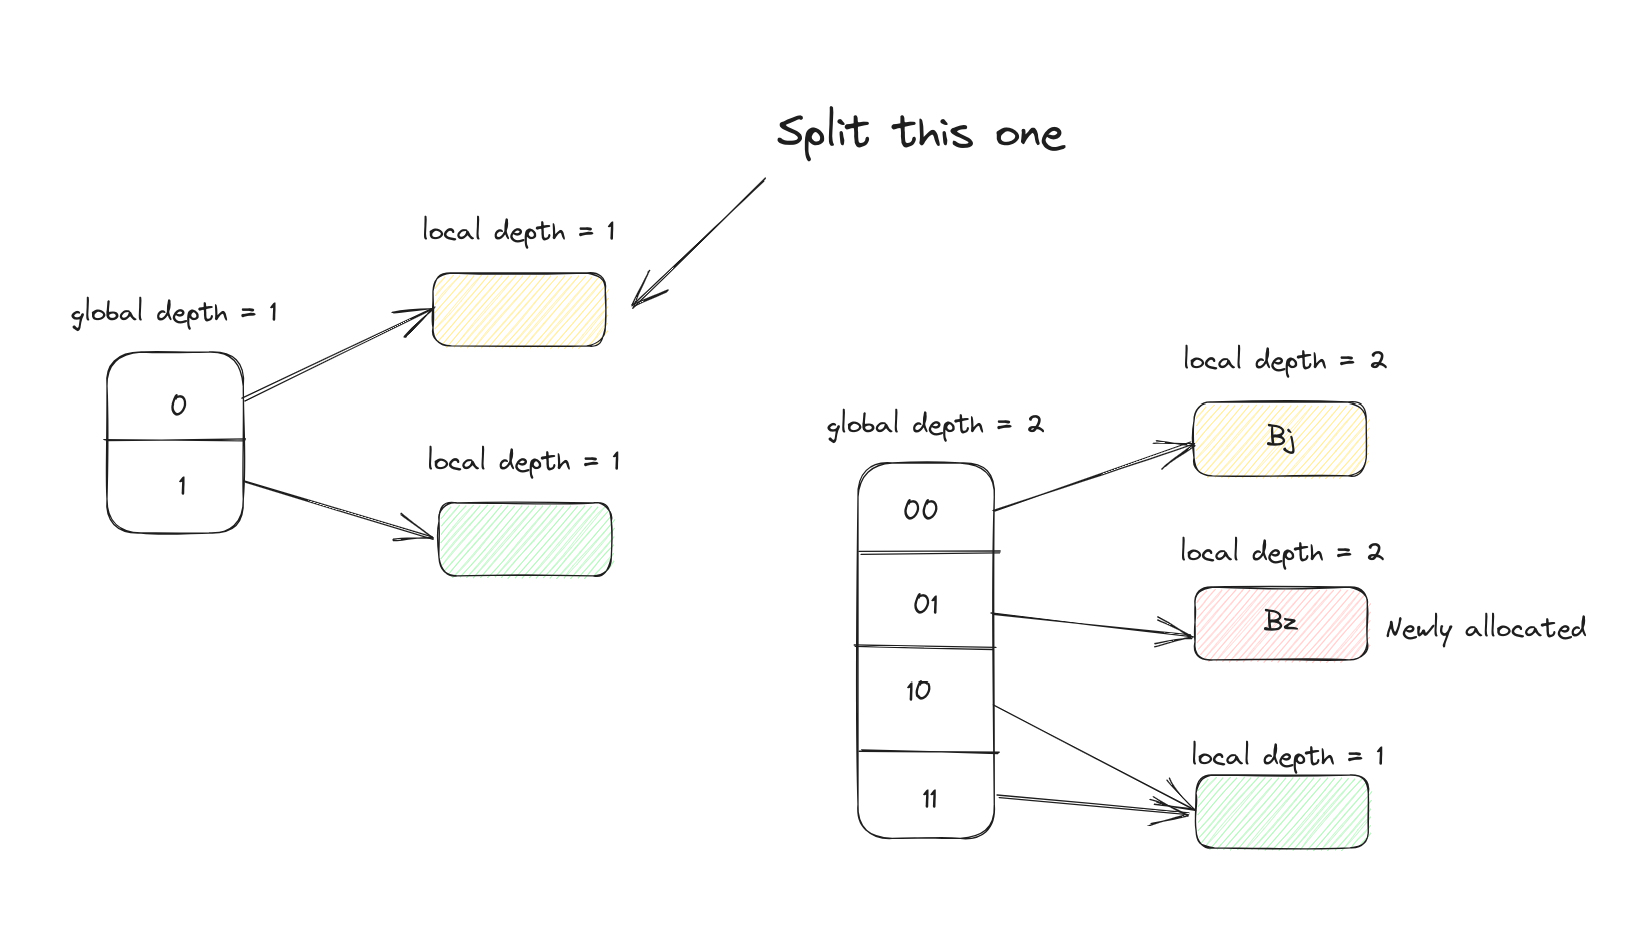 Split this one
local depth = 1
global depth = 1
0
1
local depth = 1
local depth = 2
global depth = 2
Bj
00
local depth = 2
01
Bz
Newly allocated
10
local depth = 1
11